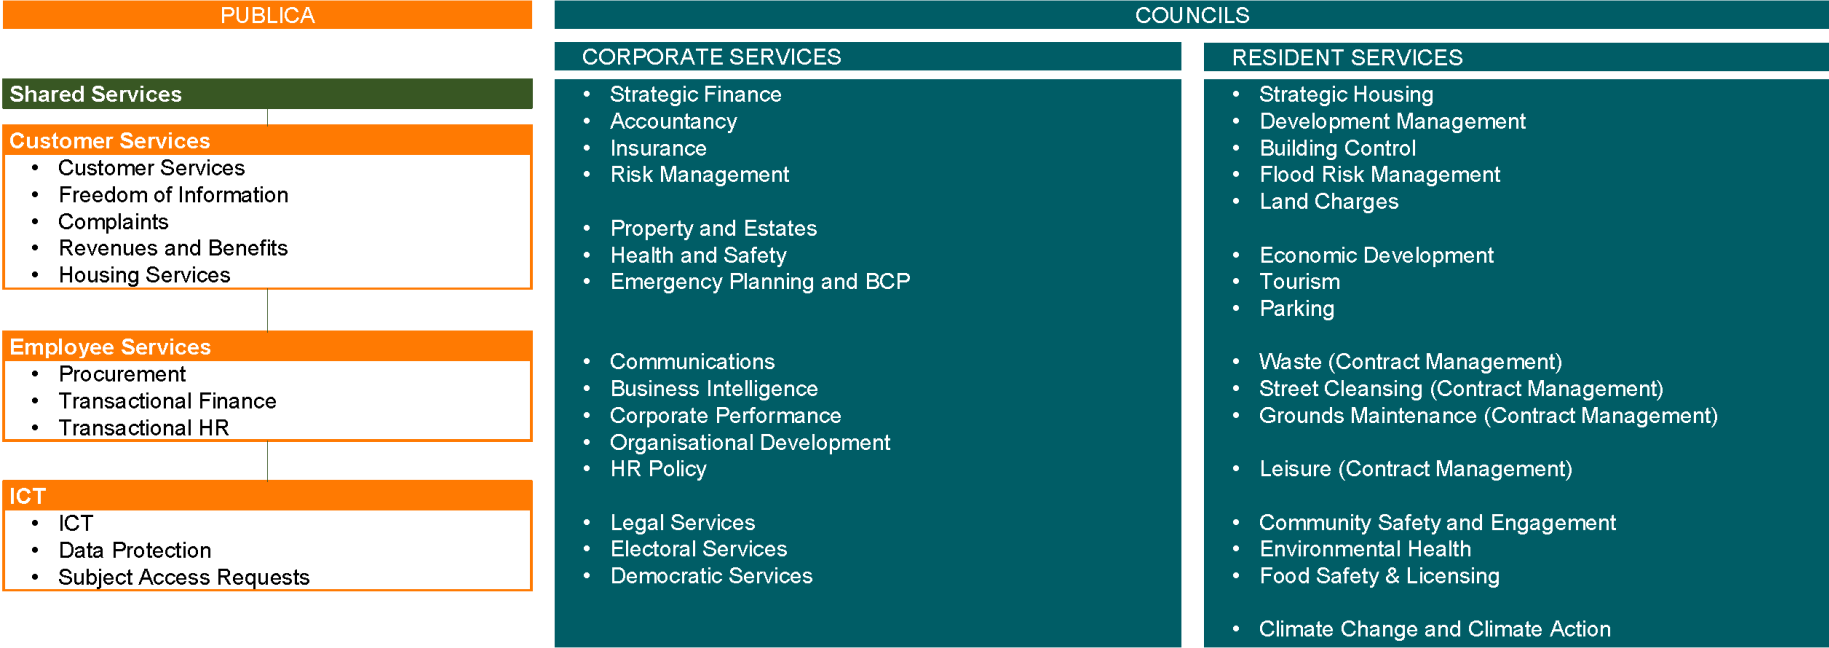 PUBLICA
COUNCILS
Shared Services
Customer Services
• Customer Services
• Freedom of Information
• Complaints
• Revenues and Benefits
• Housing Services
Employee Services
• Procurement
• Transactional Finance
• Transactional HR
ICT
• ICT
• Data Protection
• Subject Access Requests
CORPORATE SERVICES
• Strategic Finance
• Accountancy
• Insurance
• Risk Management
• Property and Estates
• Health and Safety
• Emergency Planning and BCP
• Communications
• Business Intelligence
• Corporate Performance
• Organisational Development
• HR Policy
• Legal Services
• Electoral Services
• Democratic Services
RESIDENT SERVICES
• Strategic Housing
• Development Management
• Building Control
• Flood Risk Management
• Land Charges
• Economic Development
• Tourism
• Parking
• Waste (Contract Management)
• Street Cleansing (Contract Management)
• Grounds Maintenance (Contract Management)
• Leisure (Contract Management)
• Community Safety and Engagement
• Environmental Health
• Food Safety & Licensing
• Climate Change and Climate Action